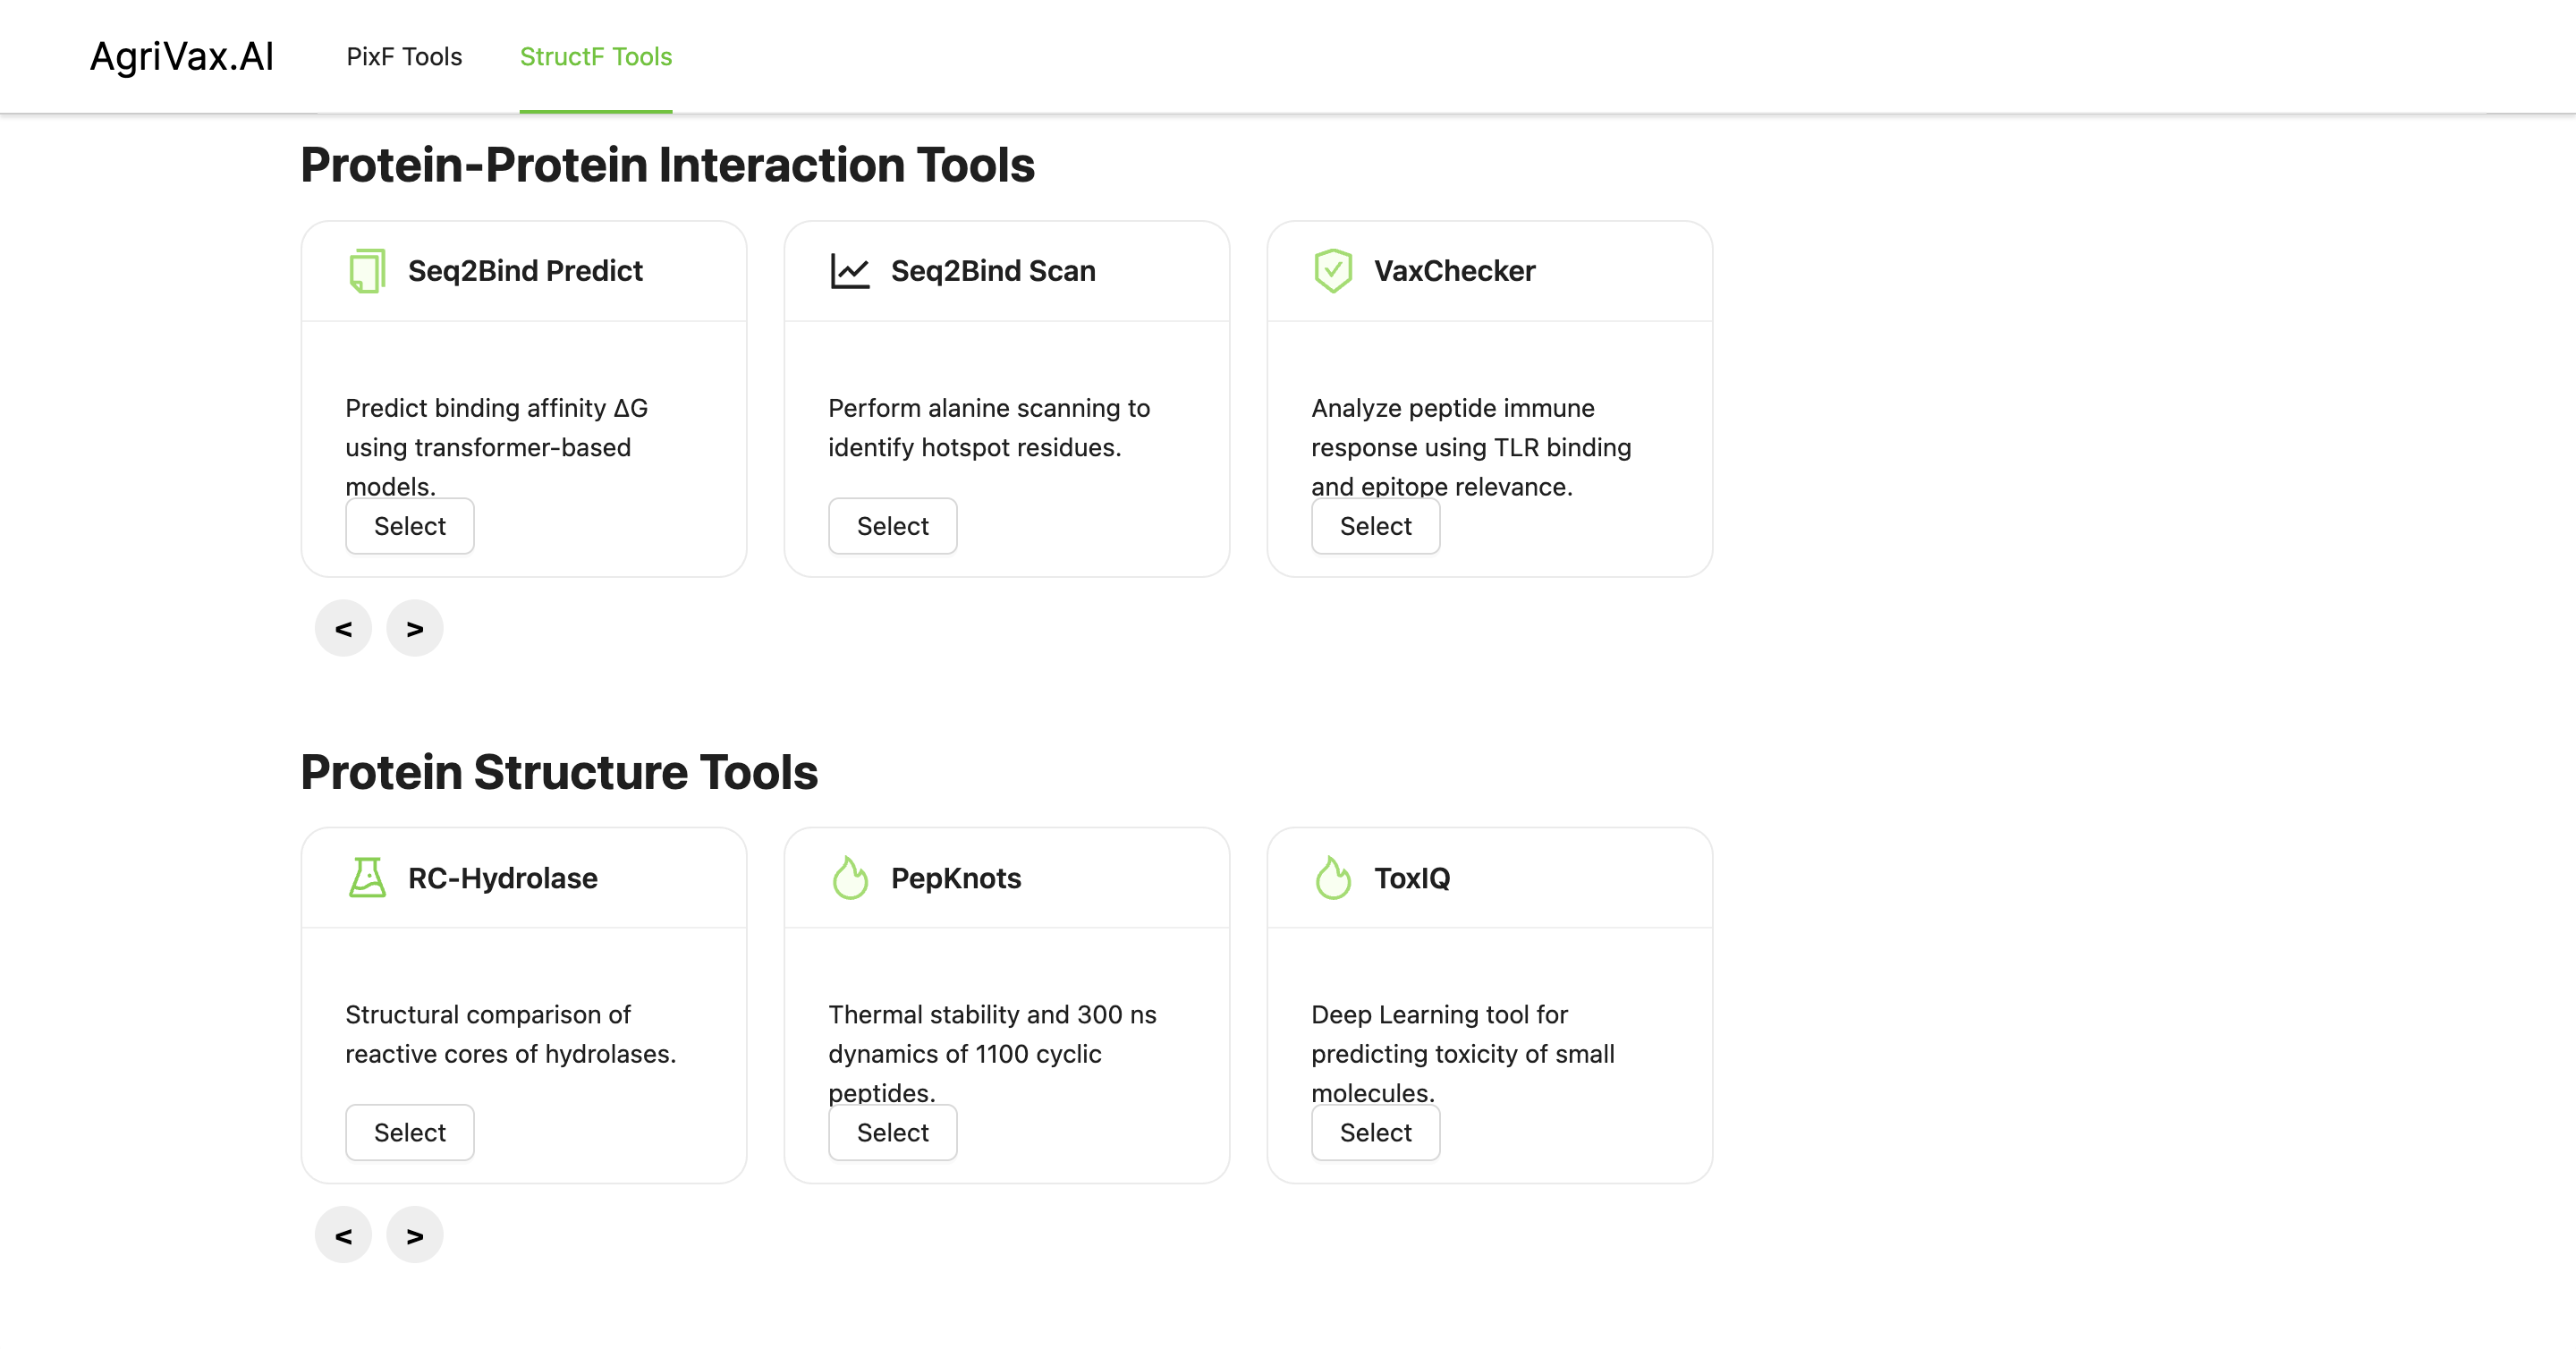 AgriVax.AI PixF Tools StructF Tools
Protein-Protein Interaction Tools
Seq2Bind Predict
Predict binding affinity ΔG
using transformer-based
models.
Select
Seq2Bind Scan
Perform alanine scanning to
identify hotspot residues.
Select
VaxChecker
Analyze peptide immune
response using TLR binding
and epitope relevance.
Select
< >
Protein Structure Tools
RC-Hydrolase
Structural comparison of
reactive cores of hydrolases.
Select
PepKnots
Thermal stability and 300 ns
dynamics of 1100 cyclic
peptides.
Select
ToxIQ
Deep Learning tool for
predicting toxicity of small
molecules.
Select
< >